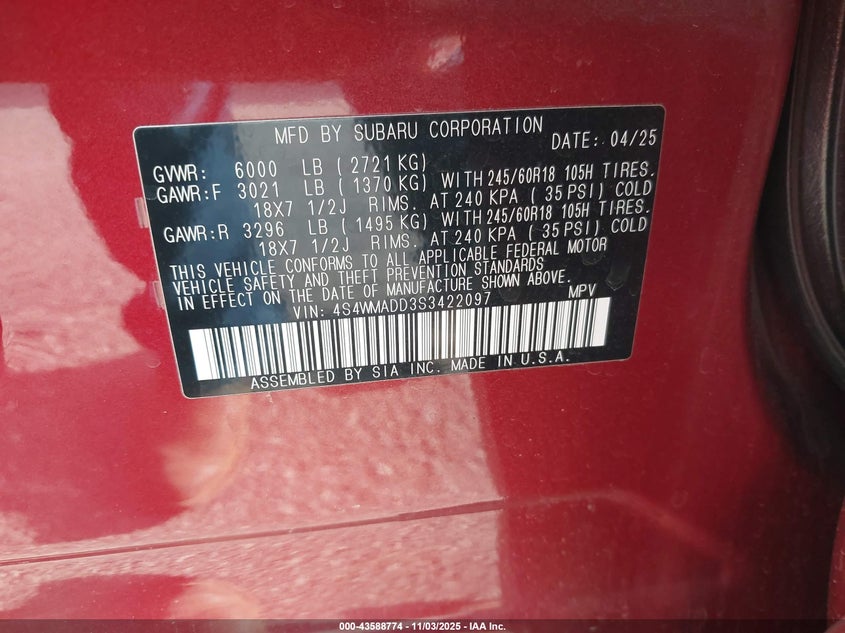 MFD BY SUBARU CORPORATION DATE: 04/25
GVWR: 6000 LB ( 2721 KG)
GAWR:F 3021 LB ( 1370 KG) WITH 245/60R18 105H TIRES.
18X7 1/2J RIMS. AT 240 KPA ( 35 PSI) COLD
GAWR:R 3296 LB ( 1495 KG) WITH 245/60R18 105H TIRES.
18X7 1/2J RIMS. AT 240 KPA ( 35 PSI) COLD
THIS VEHICLE CONFORMS TO ALL APPLICABLE FEDERAL MOTOR
VEHICLE SAFETY AND THEFT PREVENTION STANDARDS
IN EFFECT ON THE DATE OF MANUFACTURE SHOWN ABOVE.
VIN: 4S4WMADD3S3422097 MPV
ASSEMBLED BY SIA INC. MADE IN U.S.A.
000-43588774 - 11/03/2025 - IAA Inc.